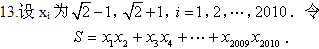 13.设 xᵢ 为 √2-1, √2+1, i=1, 2, ⋯, 2010. 令
S = x₁x₂ + x₃x₄ + ⋯ + x₂₀₀₉x₂₀₁₀.